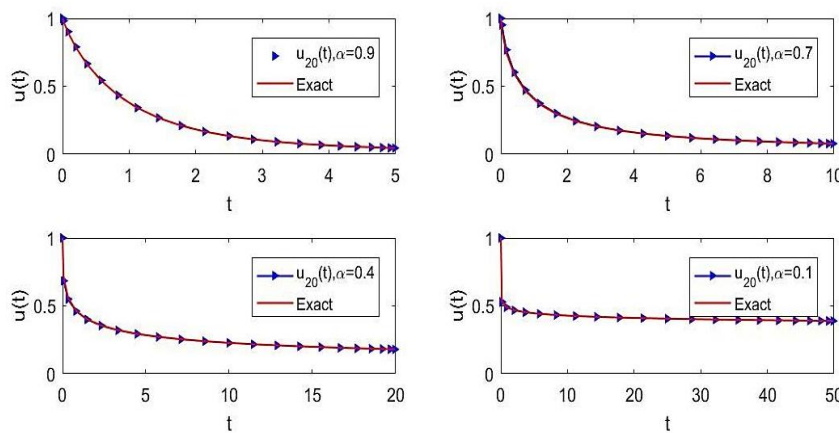 1
0.5
0
u(t)
0 1 2 3 4 5
t
u20(t),α=0.9
Exact
1
0.5
0
u(t)
0 2 4 6 8 10
t
u20(t),α=0.7
Exact
1
0.5
0
u(t)
0 5 10 15 20
t
u20(t),α=0.4
Exact
1
0.5
0
u(t)
0 10 20 30 40 50
t
u20(t),α=0.1
Exact